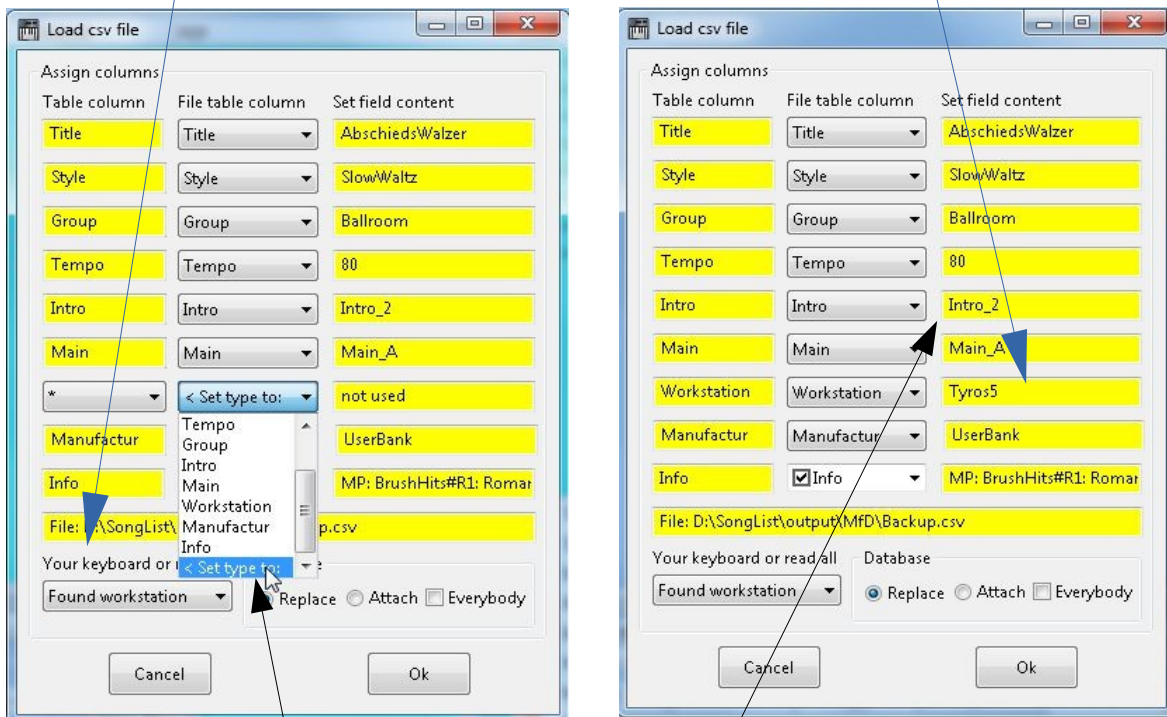 Load csv file
Assign columns
Table column File table column Set field content
Title Title AbschiedsWalzer
Style Style SlowWaltz
Group Group Ballroom
Tempo Tempo 80
Intro Intro Intro_2
Main Main Main_A
* < Set type to: not used
Tempo
Manufactur Group UserBank
Intro
Info Main MP: BrushHits#R1: Romar
Workstation
File: D:\SongList\ Manufactur p.csv
Info
Your keyboard or < Set type to:
Found workstation Replace Attach Everybody
Cancel Ok
Load csv file
Assign columns
Table column File table column Set field content
Title Title AbschiedsWalzer
Style Style SlowWaltz
Group Group Ballroom
Tempo Tempo 80
Intro Intro Intro_2
Main Main Main_A
Workstation Workstation Tyros5
Manufactur Manufactur UserBank
Info Info MP: BrushHits#R1: Romar
File: D:\SongList\output\MfD\Backup.csv
Your keyboard or read all Database
Found workstation Replace Attach Everybody
Cancel Ok